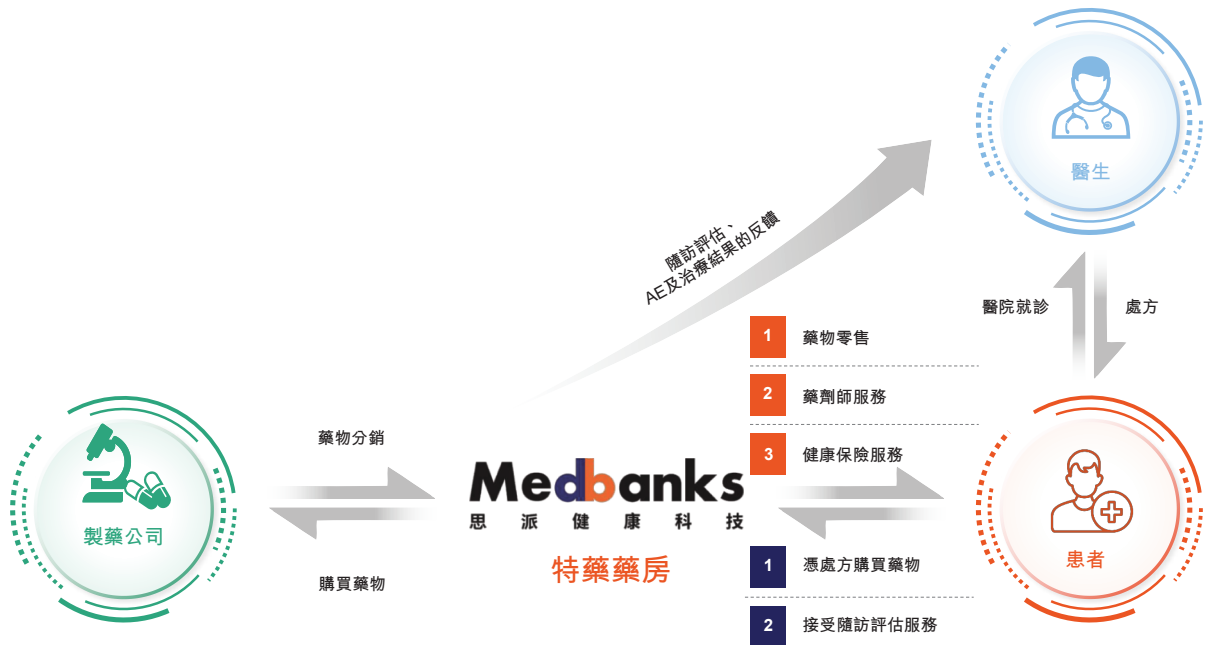 醫生
隨訪評估、
AE及治療結果的反饋
醫院就診
處方
1 藥物零售
2 藥劑師服務
3 健康保險服務
藥物分銷
製藥公司
購買藥物
Medbanks
思派健康科技
特藥藥房
患者
1 憑處方購買藥物
2 接受隨訪評估服務